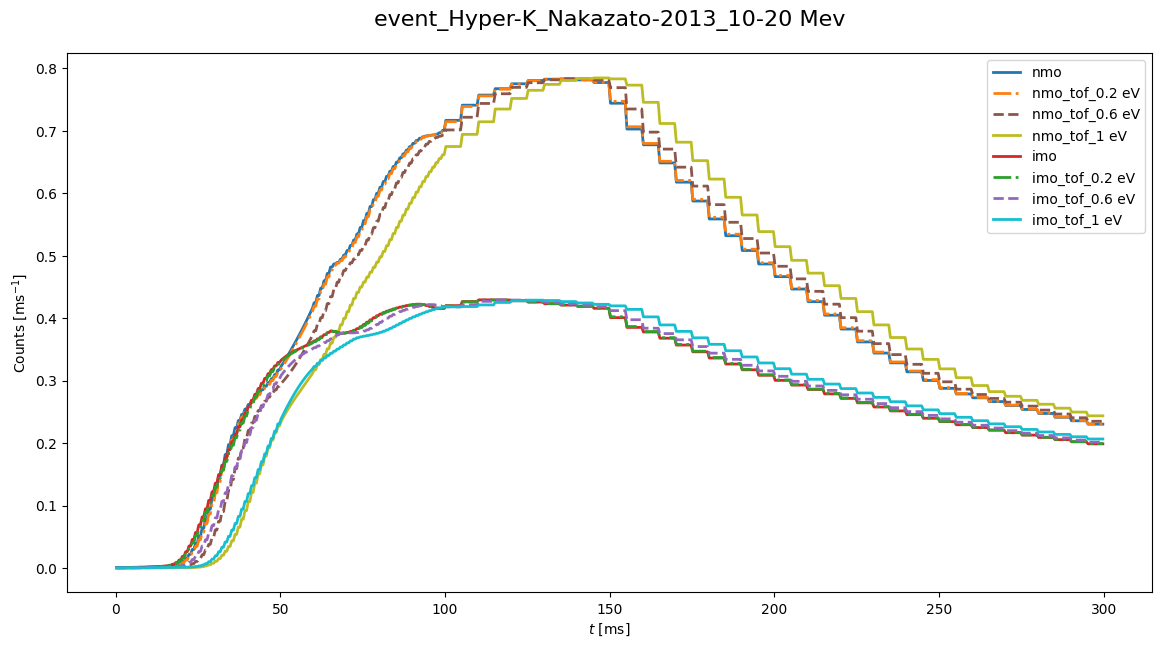 event_Hyper-K_Nakazato-2013_10-20 Mev
nmo
nmo_tof_0.2 eV
nmo_tof_0.6 eV
nmo_tof_1 eV
imo
imo_tof_0.2 eV
imo_tof_0.6 eV
imo_tof_1 eV
Counts [ms⁻¹]
0.8
0.7
0.6
0.5
0.4
0.3
0.2
0.1
0.0
0 50 100 150 200 250 300
t [ms]